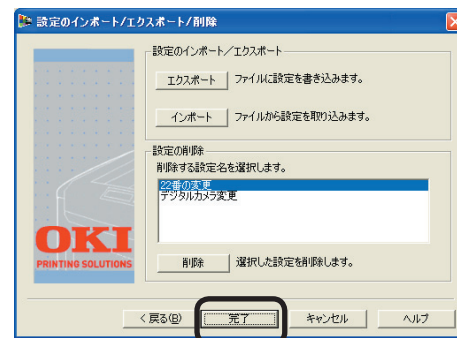 設定のインポート/エクスポート/削除
設定のインポート/エクスポート
エクスポート ファイルに設定を書き込みます。
インポート ファイルから設定を取り込みます。
設定の削除
削除する設定名を選択します。
22番の変更
デジタルカメラ変更
OKI
PRINTING SOLUTIONS
削除 選択した設定を削除します。
< 戻る(B) 完了 キャンセル ヘルプ